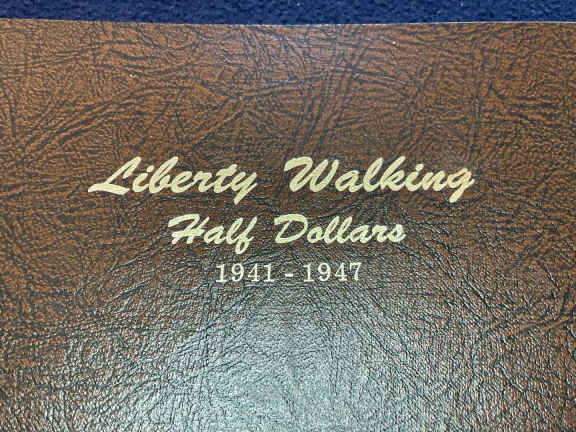 Liberty Walking
Half Dollars
1941 - 1947